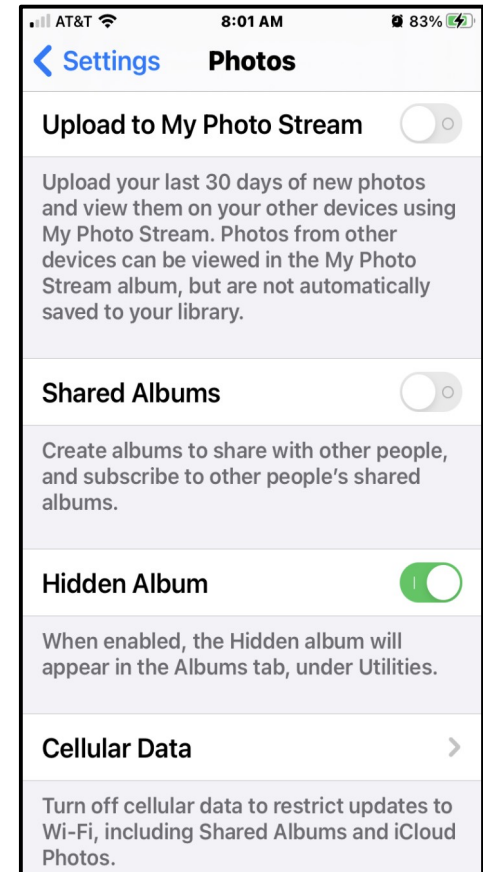 AT&T 8:01 AM 83%
Settings Photos
Upload to My Photo Stream
Upload your last 30 days of new photos
and view them on your other devices using
My Photo Stream. Photos from other
devices can be viewed in the My Photo
Stream album, but are not automatically
saved to your library.
Shared Albums
Create albums to share with other people,
and subscribe to other people’s shared
albums.
Hidden Album
When enabled, the Hidden album will
appear in the Albums tab, under Utilities.
Cellular Data
Turn off cellular data to restrict updates to
Wi-Fi, including Shared Albums and iCloud
Photos.